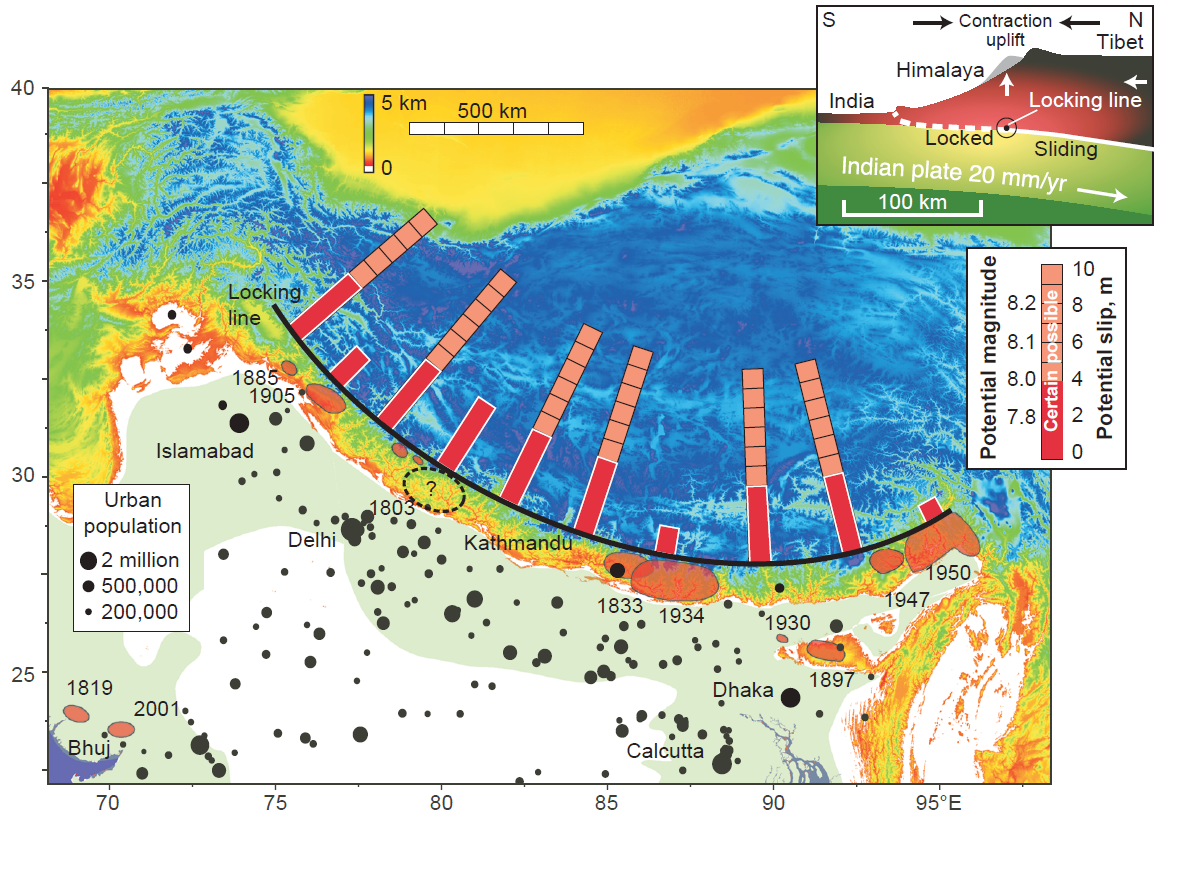 S
Contraction
uplift
N
Tibet
Himalaya
India
Locking line
Locked
Sliding
Indian plate 20 mm/yr
100 km
40
35
30
25
5 km
0
500 km
Locking
line
1885
1905
Islamabad
Urban
population
2 million
500,000
200,000
Delhi
1803
?
Kathmandu
1833
1934
1930
1947
1950
1897
Dhaka
Calcutta
1819
2001
Bhuj
70
75
80
85
90
95°E
Potential magnitude
8.2
8.1
8.0
7.8
Certain possible
10
8
6
4
2
0
Potential slip, m